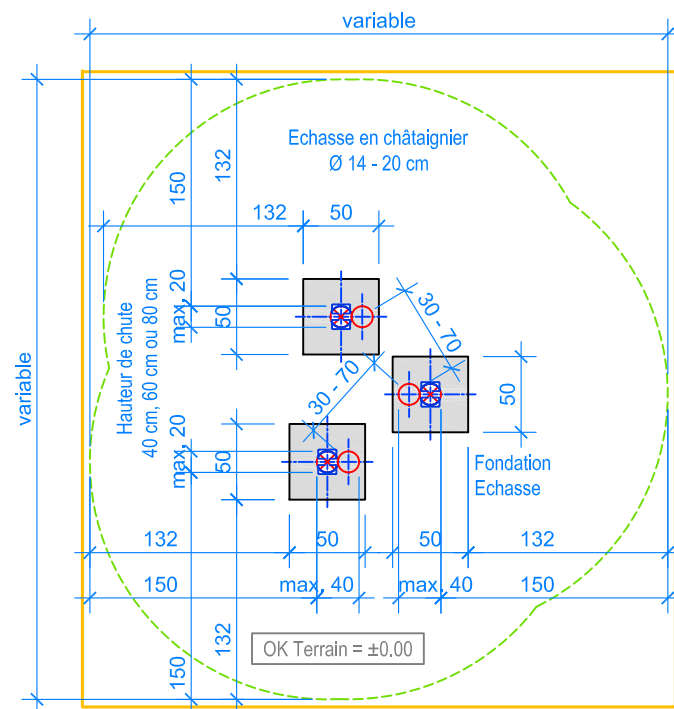 variable
Echasse en châtaignier
Ø 14 - 20 cm
150
132
132
50
variable
Hauteur de chute
40 cm, 60 cm ou 80 cm
max. 20
50
30 - 70
30 - 70
50
max. 20
50
Fondation
Echasse
132
50
50
132
150
max. 40
max. 40
150
132
150
OK Terrain = ±0.00